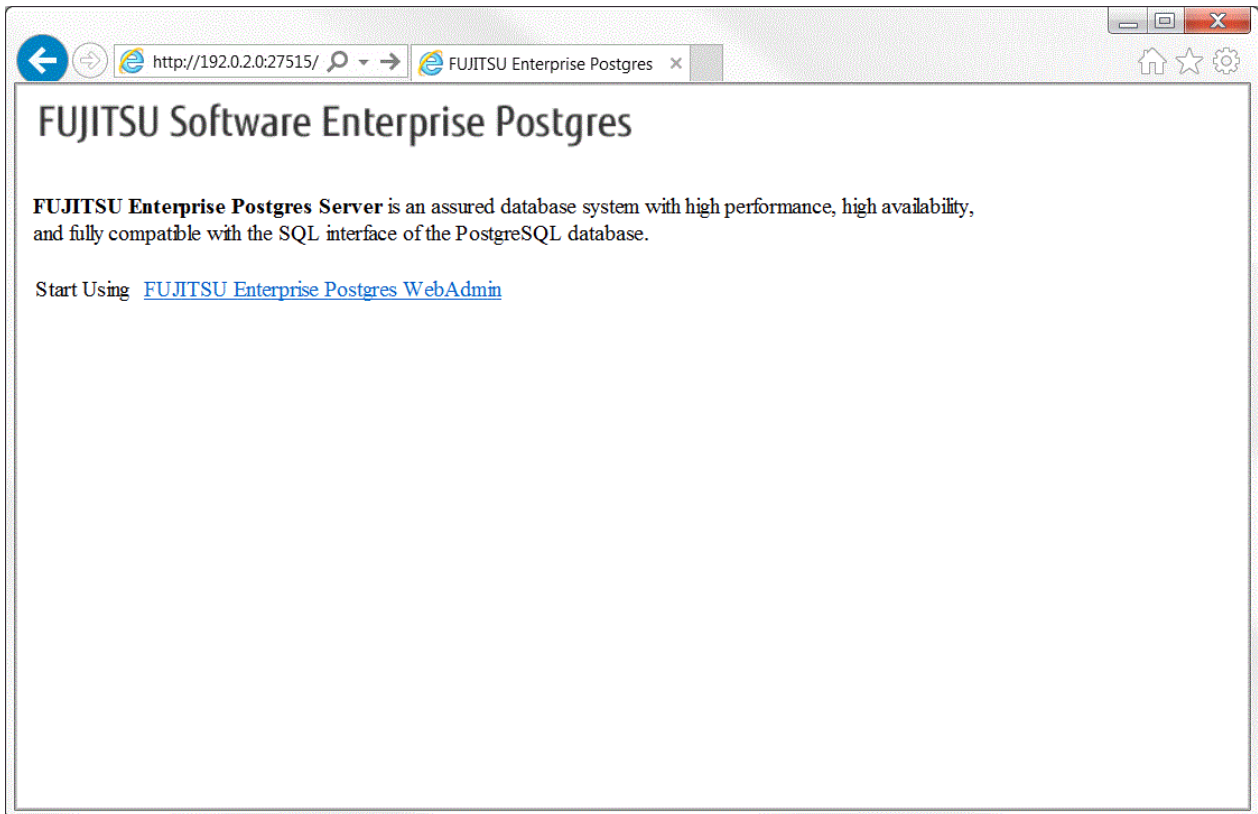 http://192.0.2.0:27515/
FUJITSU Enterprise Postgres
FUJITSU Software Enterprise Postgres
FUJITSU Enterprise Postgres Server is an assured database system with high performance, high availability,
and fully compatible with the SQL interface of the PostgreSQL database.
Start Using FUJITSU Enterprise Postgres WebAdmin